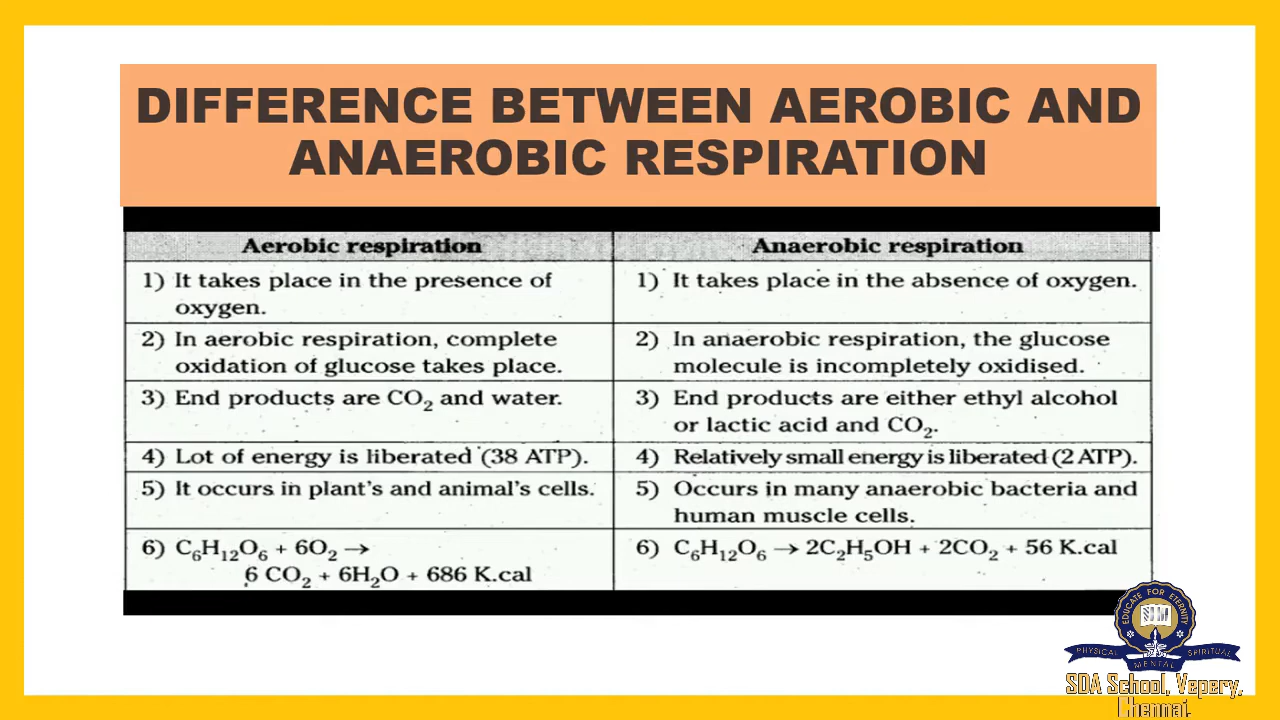 DIFFERENCE BETWEEN AEROBIC AND
ANAEROBIC RESPIRATION
Aerobic respiration
Anaerobic respiration
1) It takes place in the presence of
oxygen.
1) It takes place in the absence of oxygen.
2) In aerobic respiration, complete
oxidation of glucose takes place.
2) In anaerobic respiration, the glucose
molecule is incompletely oxidised.
3) End products are CO₂ and water.
3) End products are either ethyl alcohol
or lactic acid and CO₂.
4) Lot of energy is liberated (38 ATP).
4) Relatively small energy is liberated (2 ATP).
5) It occurs in plant's and animal's cells.
5) Occurs in many anaerobic bacteria and
human muscle cells.
6) C₆H₁₂O₆ + 6O₂ →
6 CO₂ + 6H₂O + 686 K.cal
6) C₆H₁₂O₆ → 2C₂H₅OH + 2CO₂ + 56 K.cal
EDUCATE FOR ETERNITY
PHYSICAL
MENTAL
SPIRITUAL
SDA School, Vepery,
Chennai.